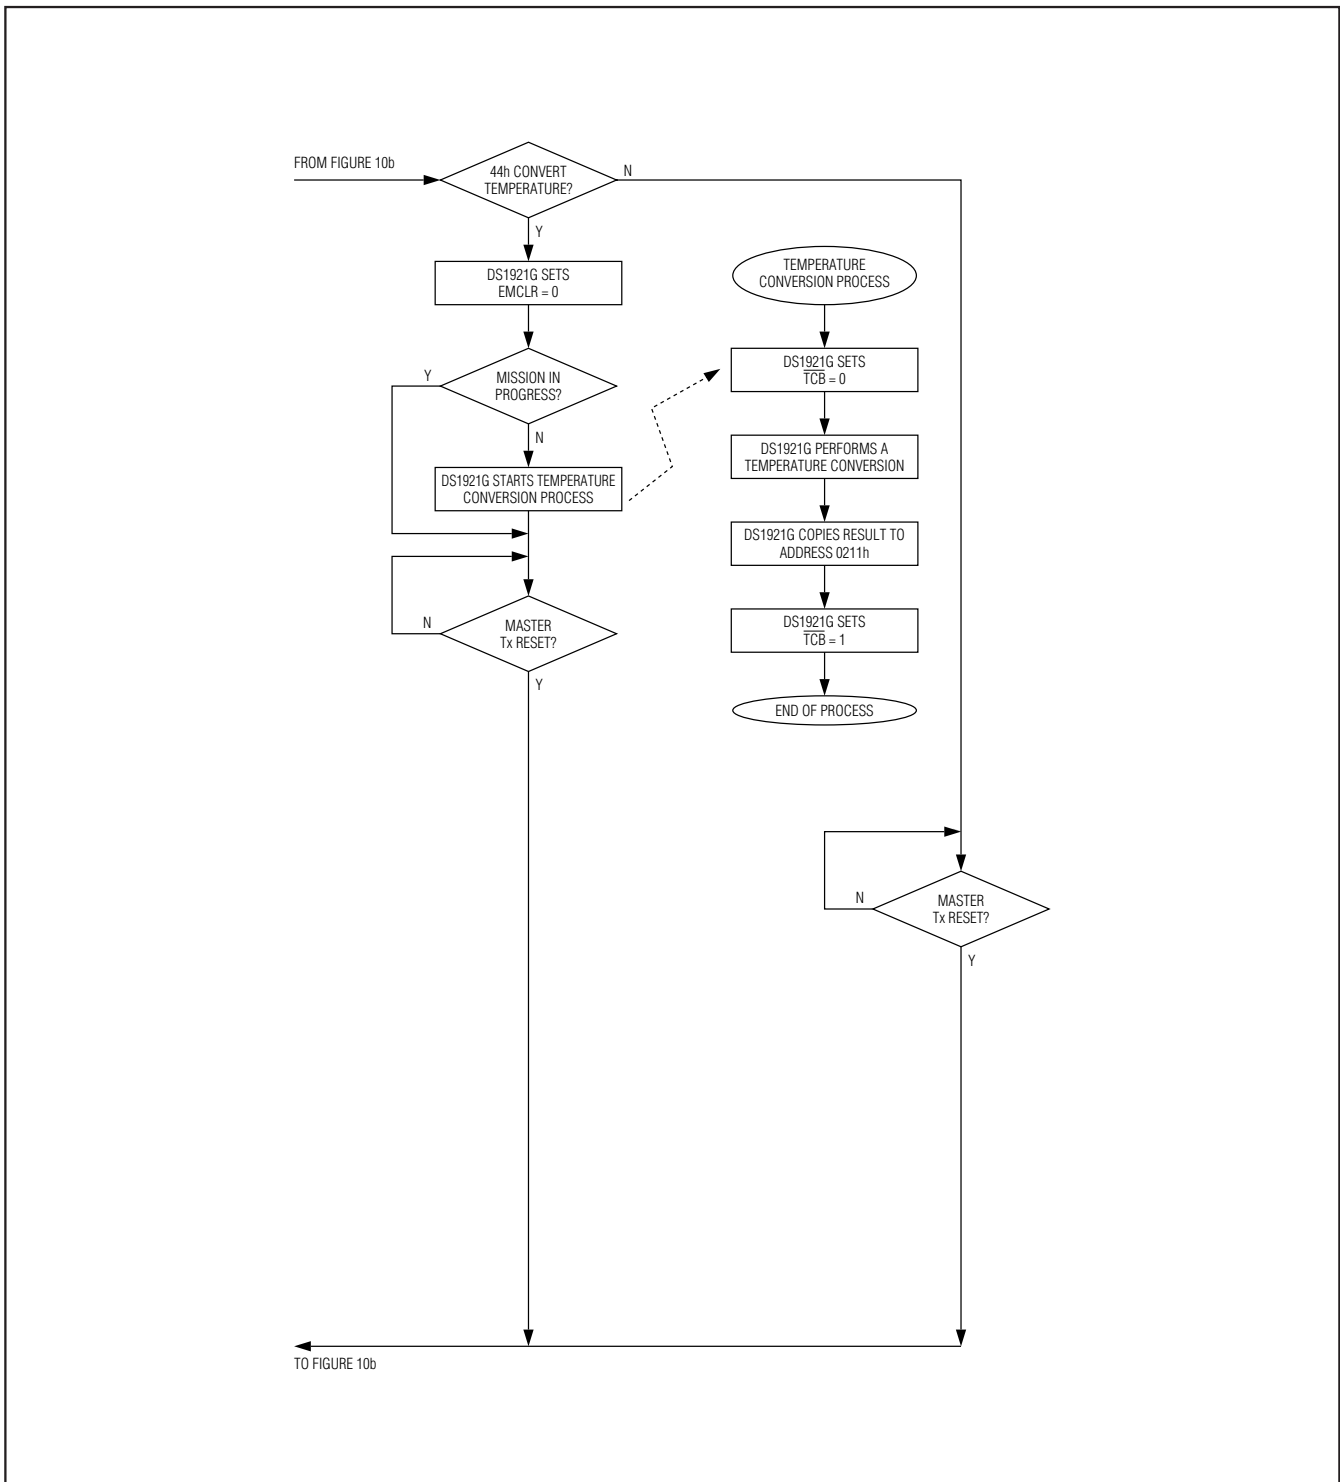 FROM FIGURE 10b
44h CONVERT
TEMPERATURE?
N
Y
DS1921G SETS
EMCLR = 0
MISSION IN
PROGRESS?
Y
N
DS1921G STARTS TEMPERATURE
CONVERSION PROCESS
MASTER
Tx RESET?
N
Y
TEMPERATURE
CONVERSION PROCESS
DS1921G SETS
T̅C̅B̅ = 0
DS1921G PERFORMS A
TEMPERATURE CONVERSION
DS1921G COPIES RESULT TO
ADDRESS 0211h
DS1921G SETS
T̅C̅B̅ = 1
END OF PROCESS
N
MASTER
Tx RESET?
Y
TO FIGURE 10b